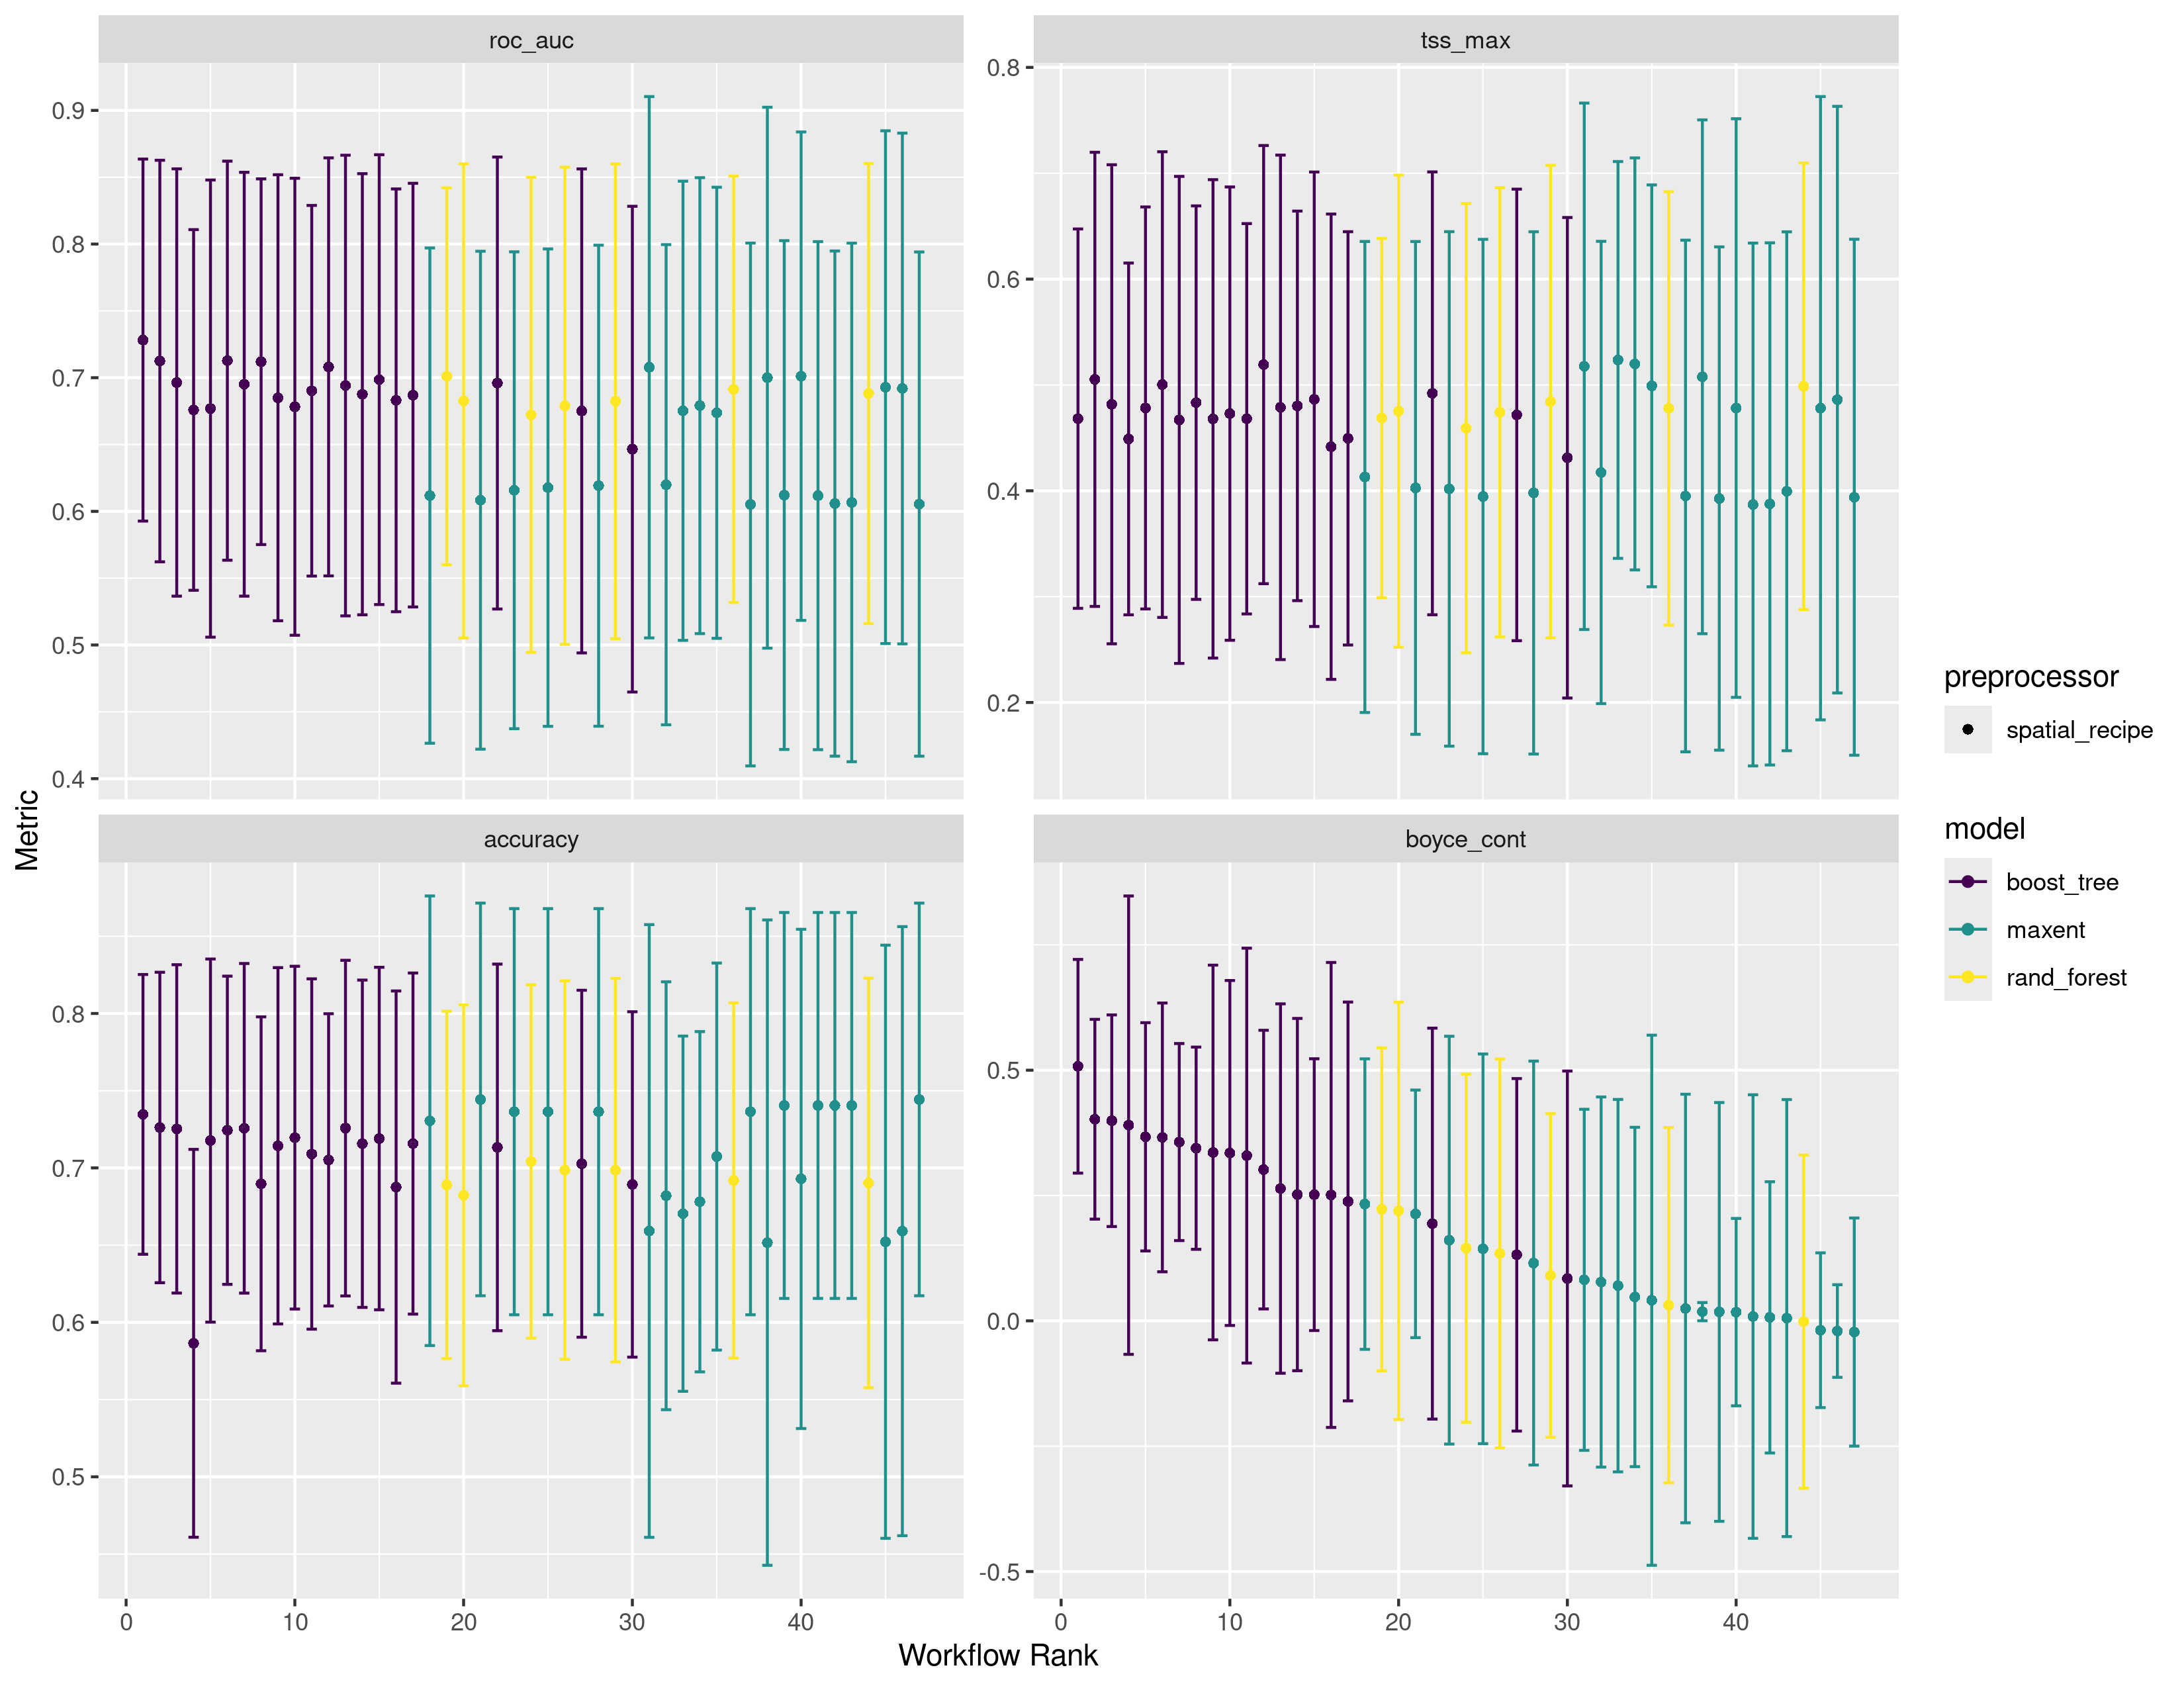 roc_auc
tss_max
0.9
0.8
0.7
0.6
0.5
0.4
0.8
0.6
0.4
0.2
accuracy
boyce_cont
0.8
0.7
0.6
0.5
0.5
0.0
-0.5
0 10 20 30 40
0 10 20 30 40
Metric
Workflow Rank
preprocessor
spatial_recipe
model
boost_tree
maxent
rand_forest